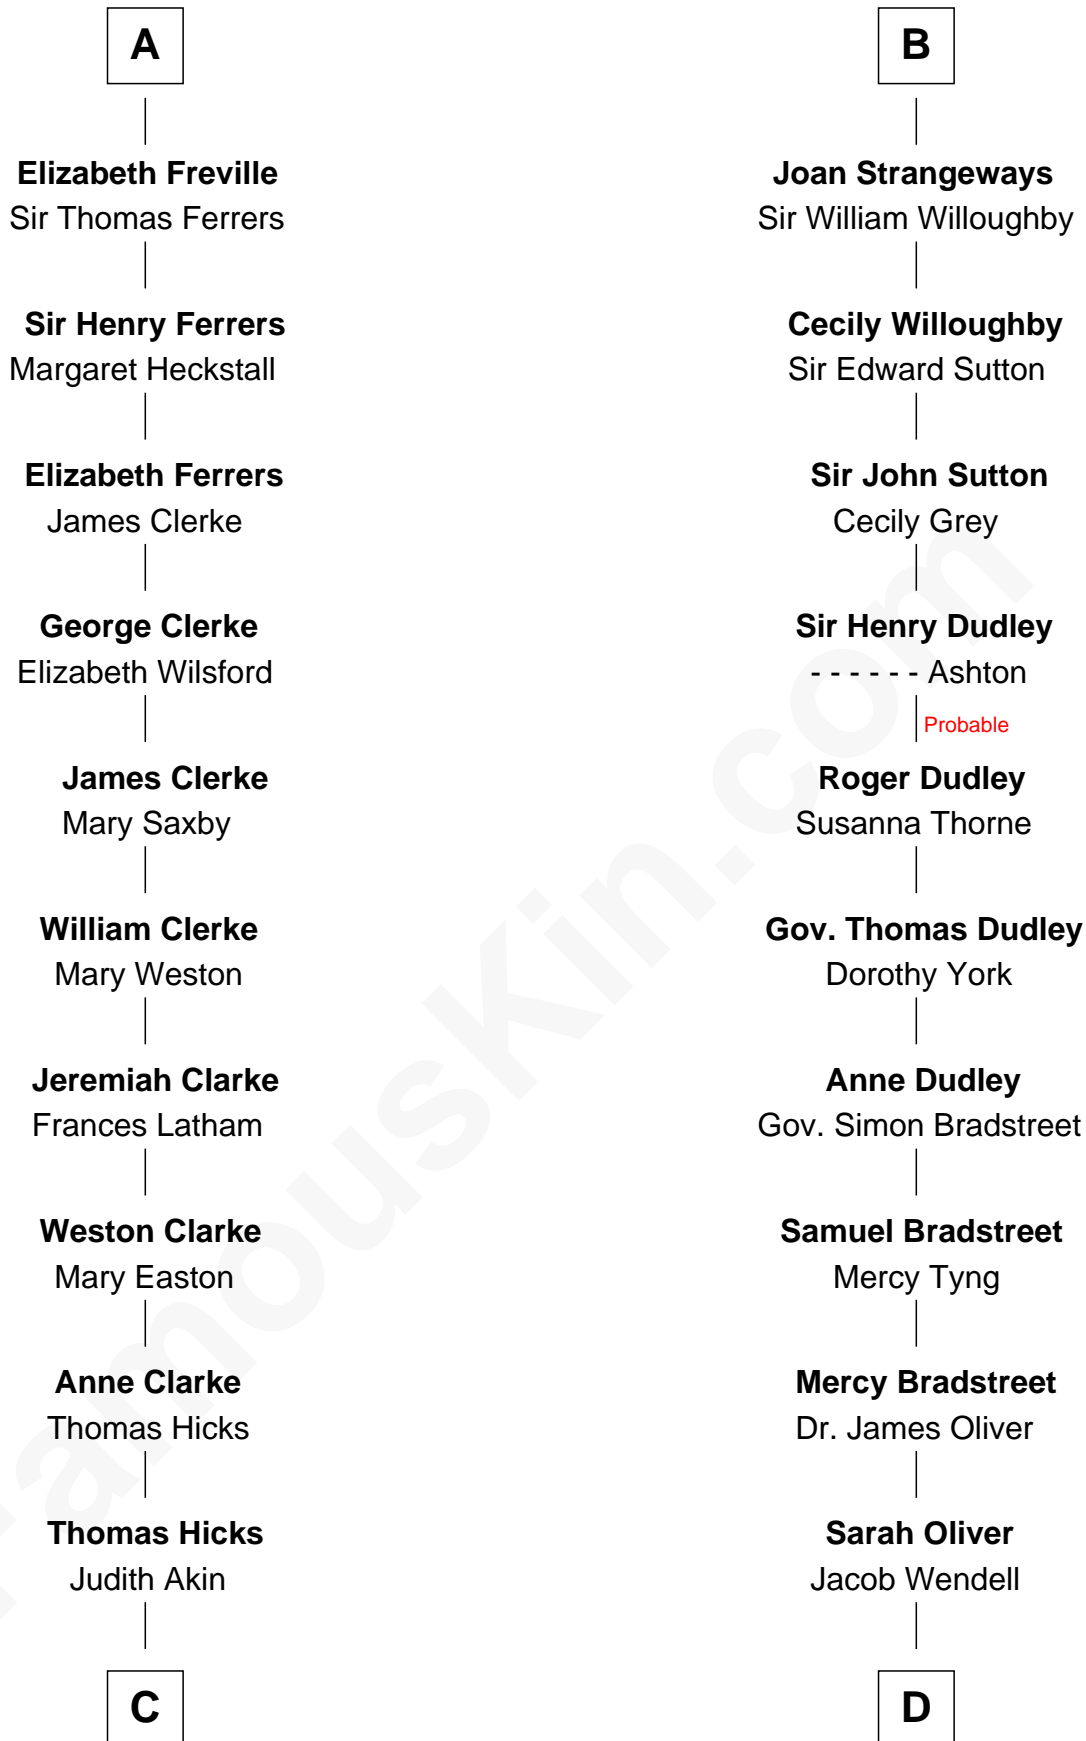 A
Elizabeth Freville
Sir Thomas Ferrers
Sir Henry Ferrers
Margaret Heckstall
Elizabeth Ferrers
James Clerke
George Clerke
Elizabeth Wilsford
James Clerke
Mary Saxby
William Clerke
Mary Weston
Jeremiah Clarke
Frances Latham
Weston Clarke
Mary Easton
Anne Clarke
Thomas Hicks
Thomas Hicks
Judith Akin
C
B
Joan Strangeways
Sir William Willoughby
Cecily Willoughby
Sir Edward Sutton
Sir John Sutton
Cecily Grey
Sir Henry Dudley
- - - - - - Ashton
Probable
Roger Dudley
Susanna Thorne
Gov. Thomas Dudley
Dorothy York
Anne Dudley
Gov. Simon Bradstreet
Samuel Bradstreet
Mercy Tyng
Mercy Bradstreet
Dr. James Oliver
Sarah Oliver
Jacob Wendell
D
FamousKin.com